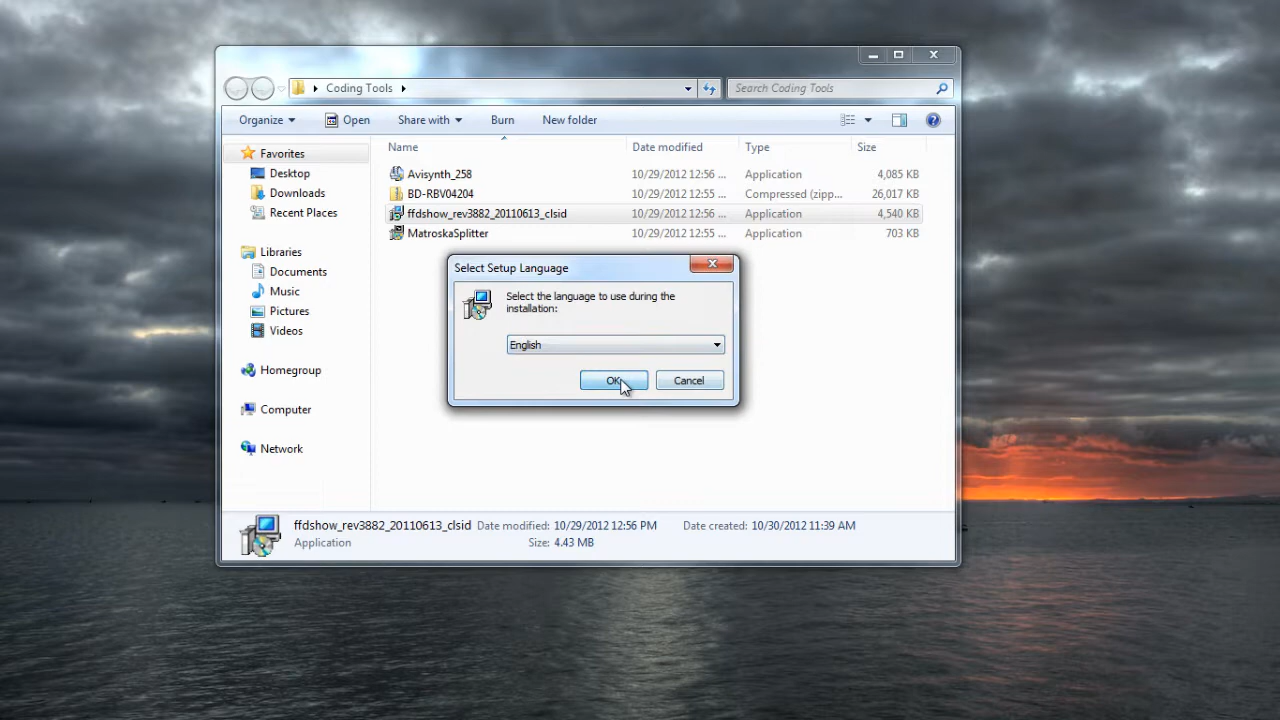 Coding Tools
Search Coding Tools
Organize Open Share with Burn New folder
Name Date modified Type Size
Favorites
Desktop
Downloads
Recent Places
Libraries
Documents
Music
Pictures
Videos
Homegroup
Computer
Network
Avisynth_258 10/29/2012 12:56 ... Application 4,085 KB
BD-RBV04204 10/29/2012 12:55 ... Compressed (zipp... 26,017 KB
ffdshow_rev3882_20110613_clsid 10/29/2012 12:56 ... Application 4,540 KB
MatroskaSplitter 10/29/2012 12:55 ... Application 703 KB
Select Setup Language
Select the language to use during the
installation:
English
OK Cancel
ffdshow_rev3882_20110613_clsid Date modified: 10/29/2012 12:56 PM Date created: 10/30/2012 11:39 AM
Application Size: 4.43 MB